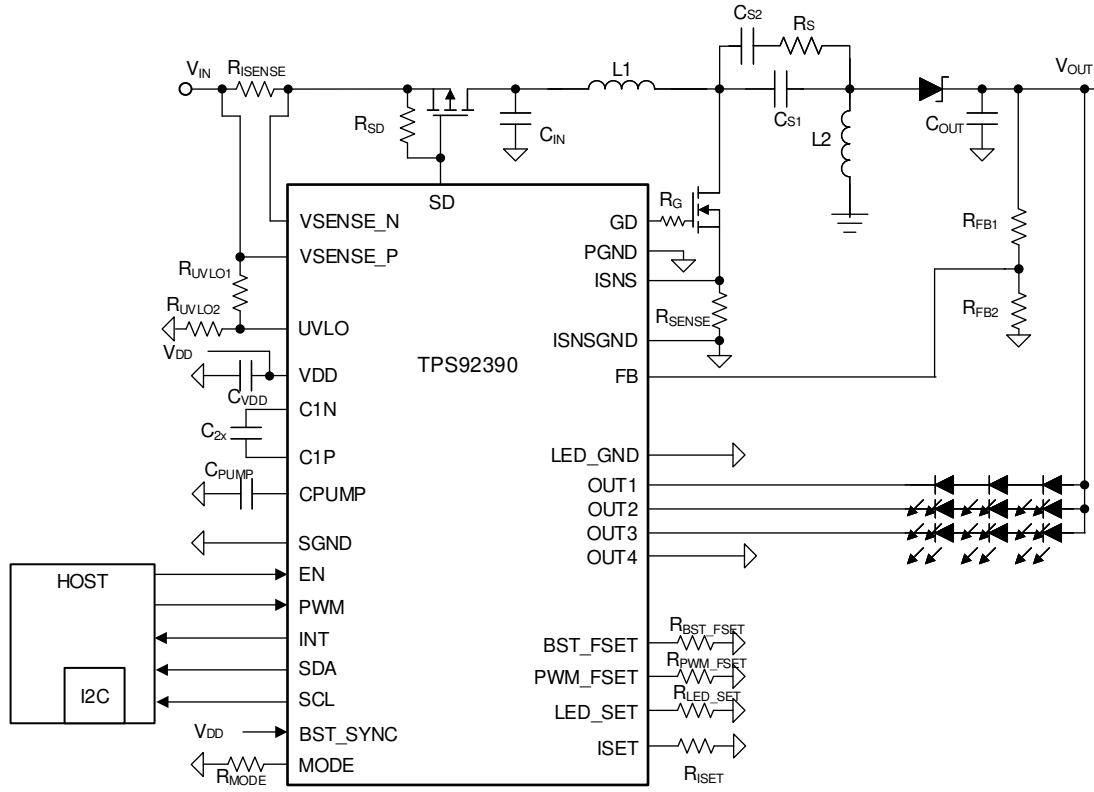 CS2
RS
VIN
RISENSE
L1
VOUT
RSD
CIN
CS1
L2
COUT
SD
RG
GD
VSENSE_N
RFB1
PGND
VSENSE_P
ISNS
RUVLO1
RUVLO2
RSENSE
RFB2
UVLO
ISNSGND
VDD
TPS92390
VDD
FB
CVDD
C1N
C2x
C1P
LED_GND
CPUMP
CPUMP
OUT1
OUT2
OUT3
SGND
OUT4
HOST
EN
PWM
INT
SDA
I2C
SCL
VDD
BST_SYNC
MODE
RMODE
RBST_FSET
BST_FSET
RPWM_FSET
PWM_FSET
RLED_SET
LED_SET
ISET
RISET